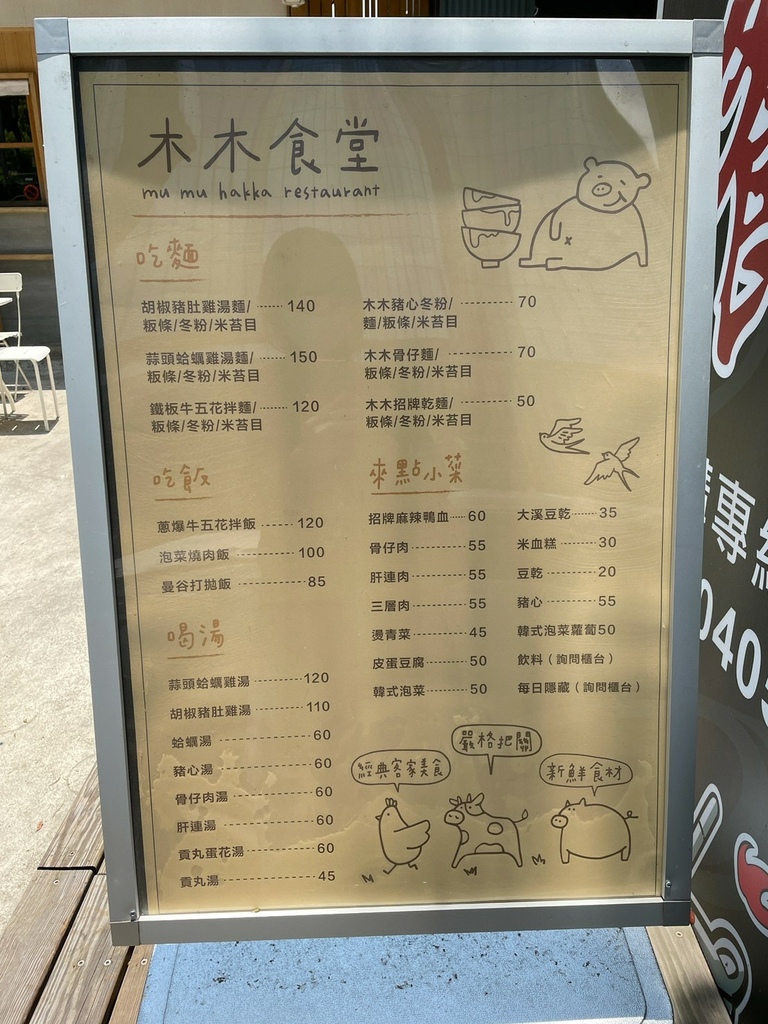 木木食堂
mu mu hakka restaurant
吃麵
胡椒豬肚雞湯麵/ ------ 140
粄條/冬粉/米苔目
蒜頭蛤蠣雞湯麵/ ------ 150
粄條/冬粉/米苔目
鐵板牛五花拌麵/ ------ 120
粄條/冬粉/米苔目
木木豬心冬粉/ ------ 70
麵/粄條/米苔目
木木骨仔麵/ ------ 70
粄條/冬粉/米苔目
木木招牌乾麵/ ------ 50
粄條/冬粉/米苔目
吃飯
蔥爆牛五花拌飯 ------ 120
泡菜燒肉飯 ------ 100
曼谷打拋飯 ------ 85
喝湯
蒜頭蛤蠣雞湯 ------ 120
胡椒豬肚雞湯 ------ 110
蛤蠣湯 ------ 60
豬心湯 ------ 60
骨仔肉湯 ------ 60
肝連湯 ------ 60
貢丸蛋花湯 ------ 60
貢丸湯 ------ 45
來點小菜
招牌麻辣鴨血 ------ 60
骨仔肉 ------ 55
肝連肉 ------ 55
三層肉 ------ 55
燙青菜 ------ 45
皮蛋豆腐 ------ 50
韓式泡菜 ------ 50
大溪豆乾 ------ 35
米血糕 ------ 30
豆乾 ------ 20
豬心 ------ 55
韓式泡菜蘿蔔50
飲料（詢問櫃台）
每日隱藏（詢問櫃台）
經典客家美食
嚴格把關
新鮮食材
專
040